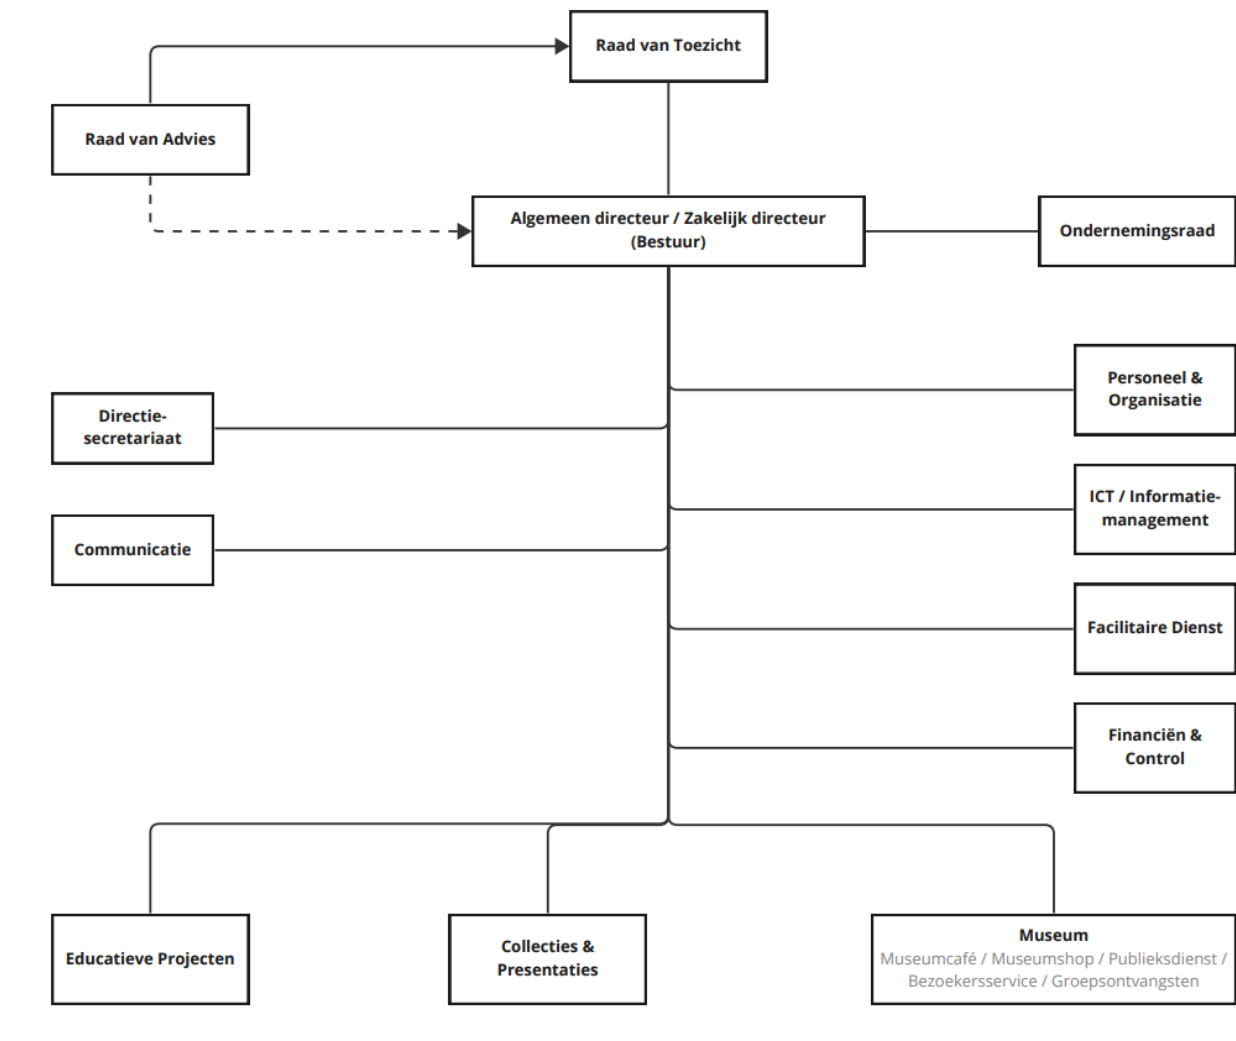 Raad van Toezicht
Raad van Advies
Algemeen directeur / Zakelijk directeur
(Bestuur)
Ondernemingsraad
Personeel &
Organisatie
Directie-
secretariaat
ICT / Informatie-
management
Communicatie
Facilitaire Dienst
Financiën &
Control
Educatieve Projecten
Collecties &
Presentaties
Museum
Museumcafé / Museumshop / Publieksdienst /
Bezoekersservice / Groepsontvangsten